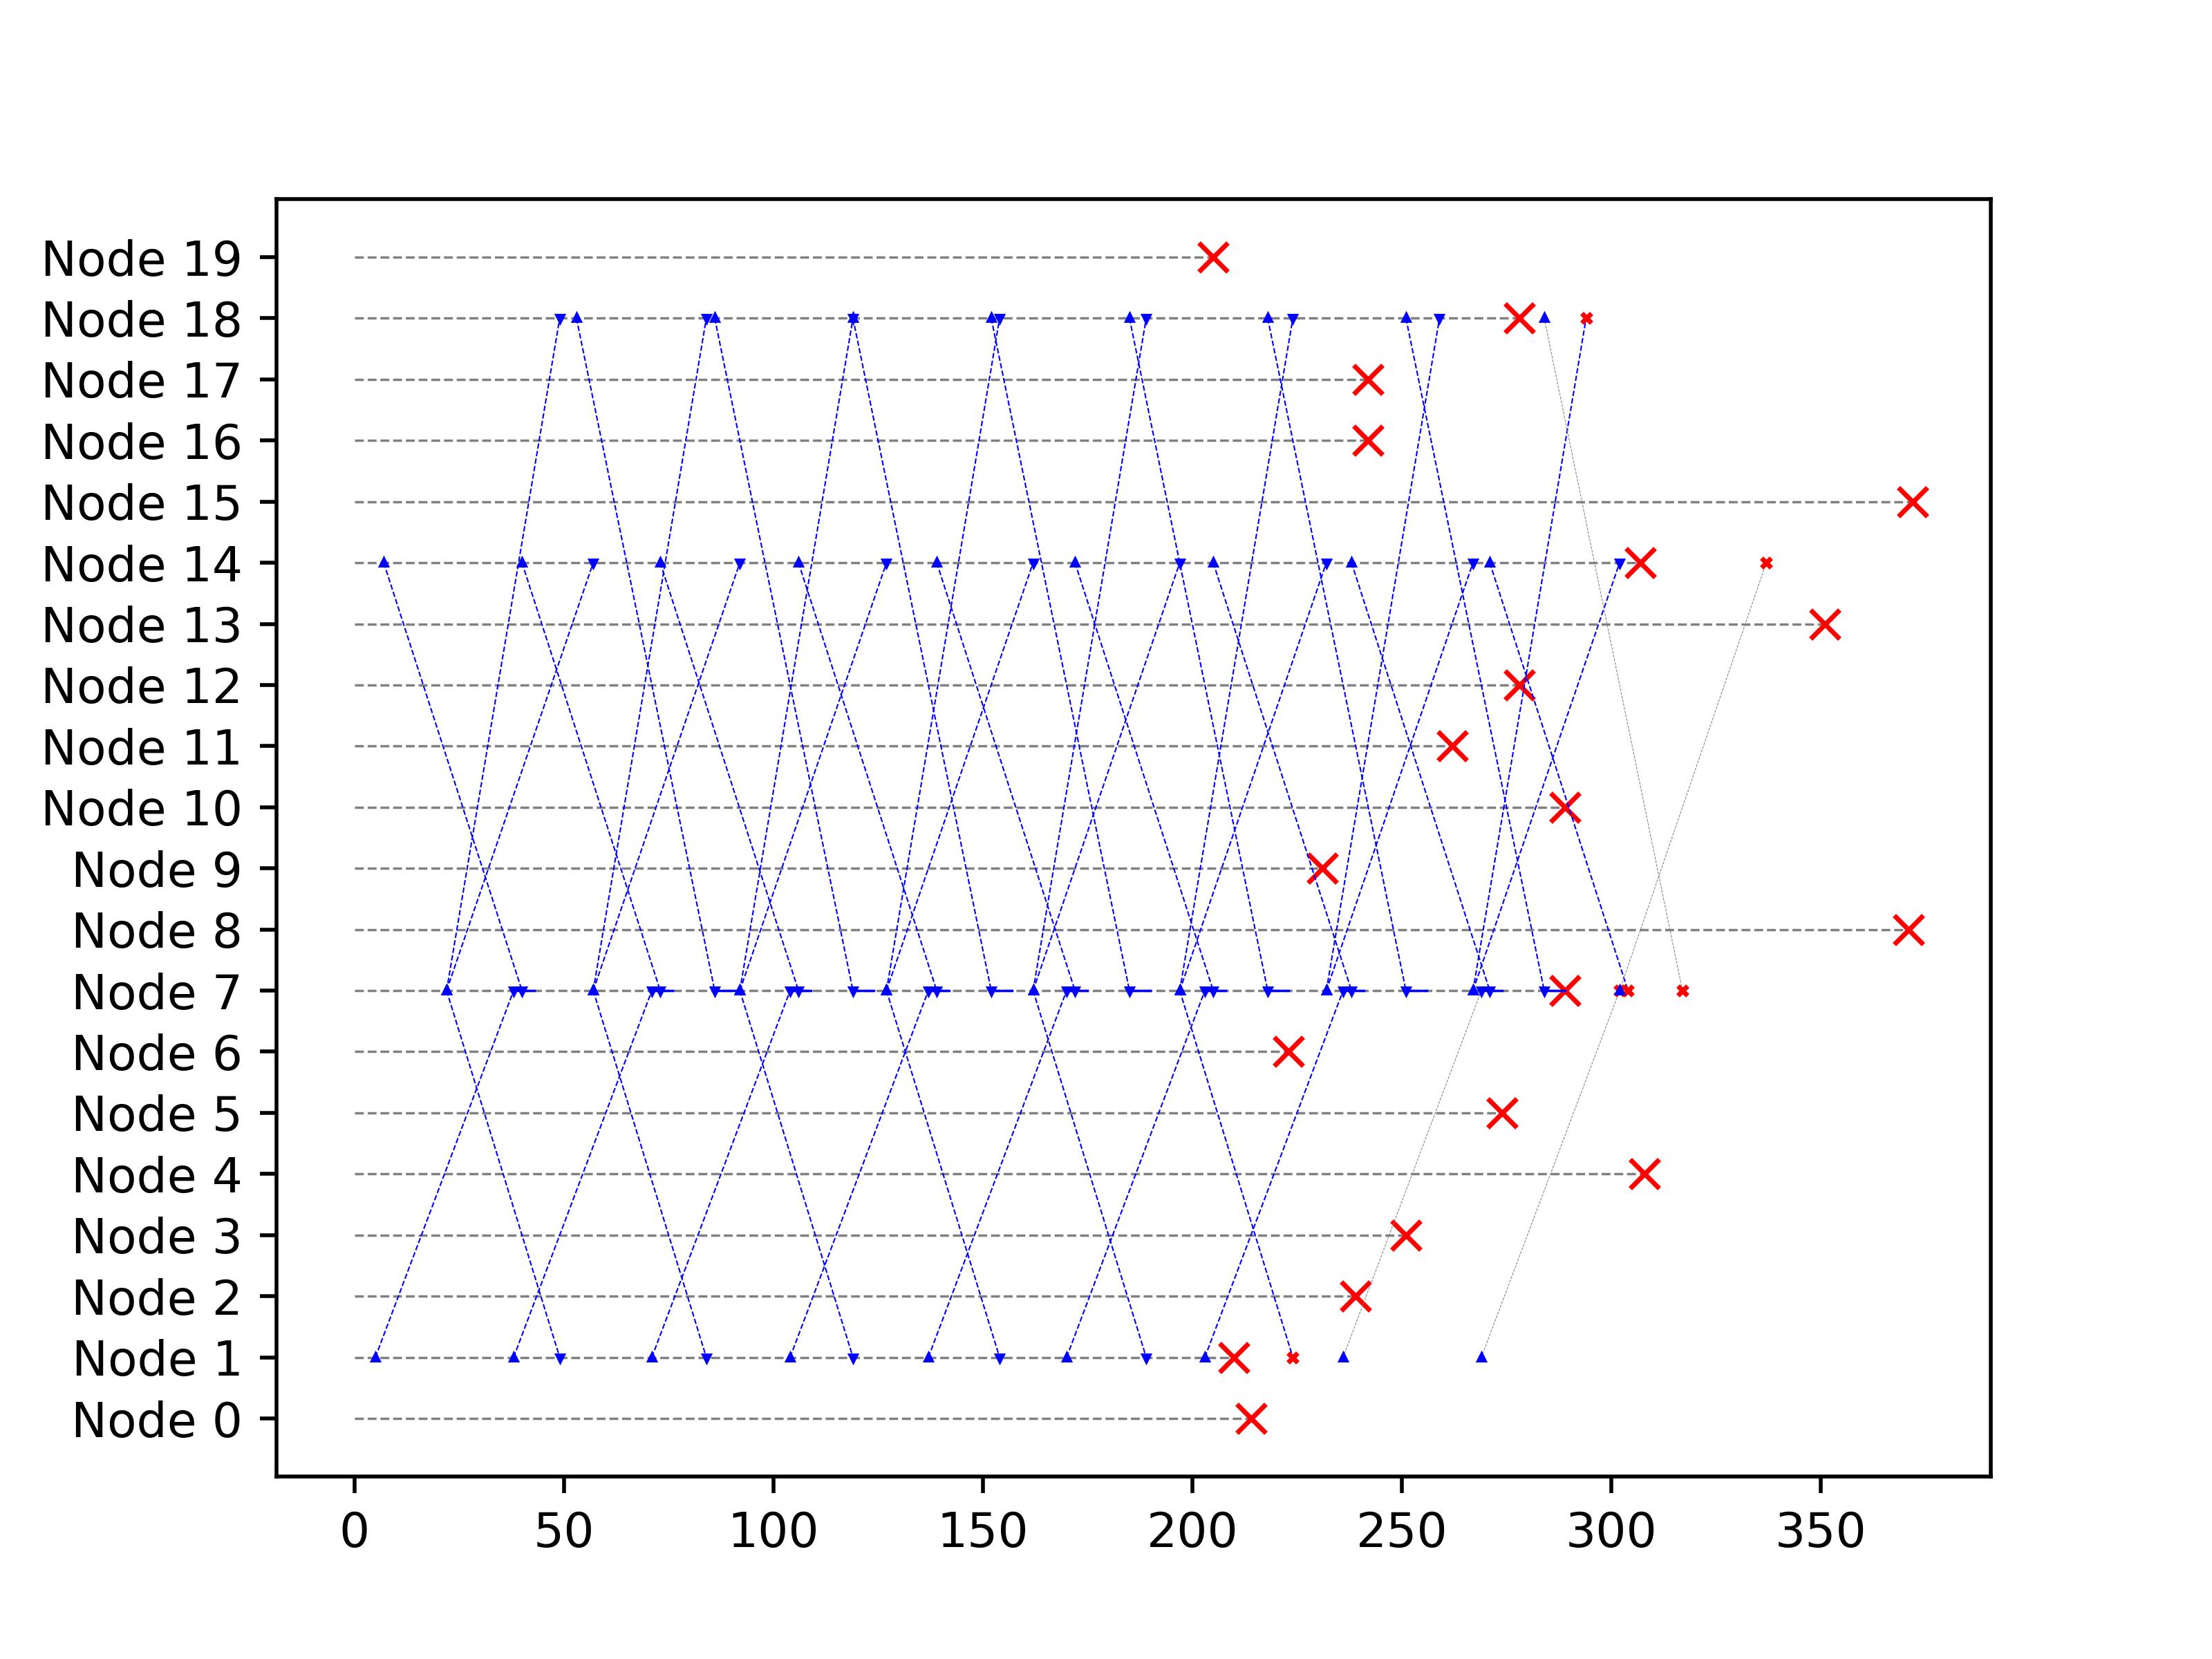 Node 19
Node 18
Node 17
Node 16
Node 15
Node 14
Node 13
Node 12
Node 11
Node 10
Node 9
Node 8
Node 7
Node 6
Node 5
Node 4
Node 3
Node 2
Node 1
Node 0
0 50 100 150 200 250 300 350